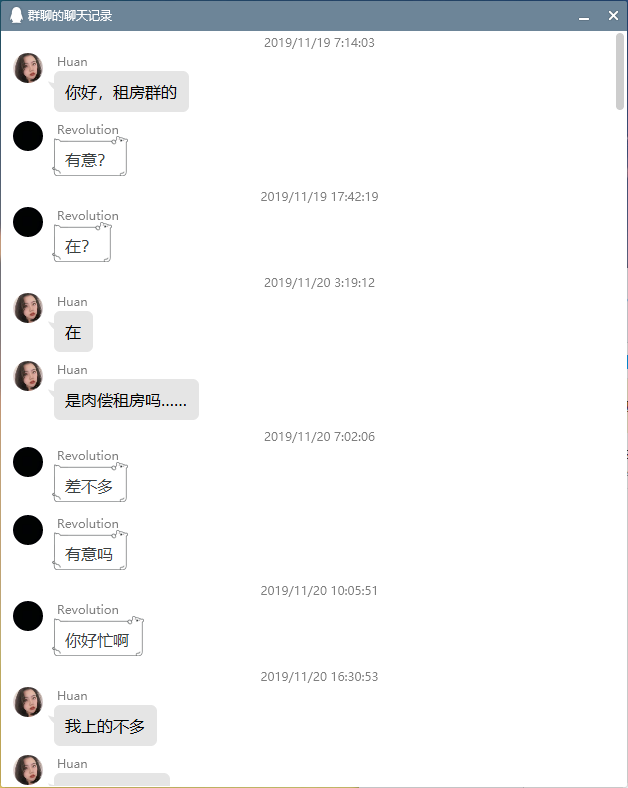 群聊的聊天记录
2019/11/19 7:14:03
Huan
你好，租房群的
Revolution
有意?
2019/11/19 17:42:19
Revolution
在?
2019/11/20 3:19:12
Huan
在
Huan
是肉偿租房吗......
2019/11/20 7:02:06
Revolution
差不多
Revolution
有意吗
2019/11/20 10:05:51
Revolution
你好忙啊
2019/11/20 16:30:53
Huan
我上的不多
Huan